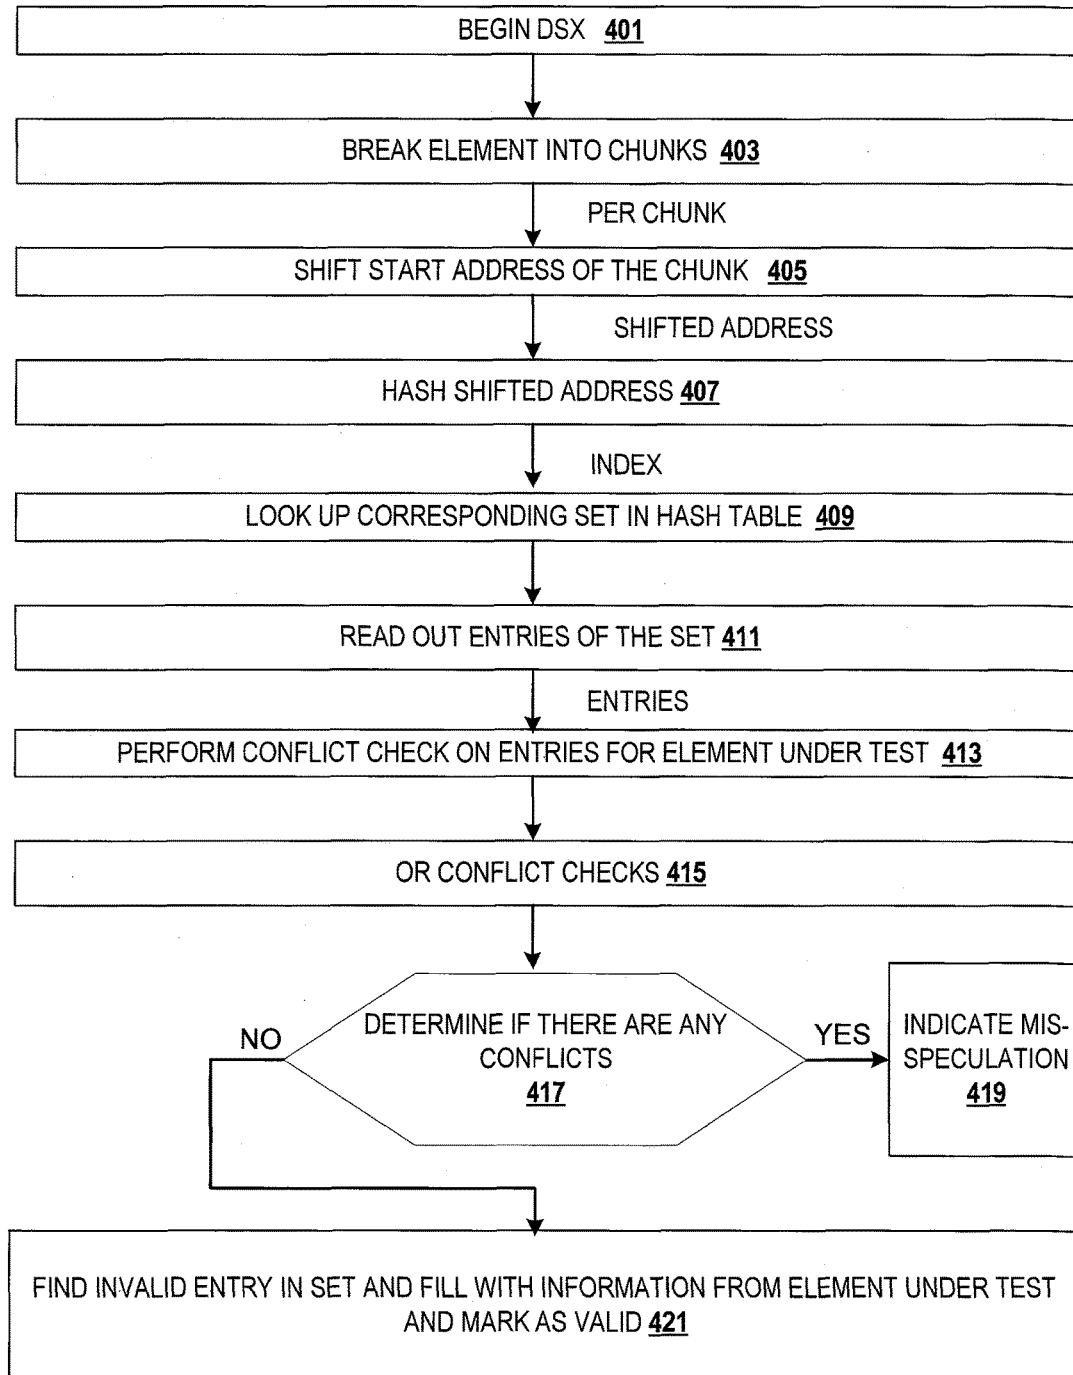 BEGIN DSX 401
BREAK ELEMENT INTO CHUNKS 403
PER CHUNK
SHIFT START ADDRESS OF THE CHUNK 405
SHIFTED ADDRESS
HASH SHIFTED ADDRESS 407
INDEX
LOOK UP CORRESPONDING SET IN HASH TABLE 409
READ OUT ENTRIES OF THE SET 411
ENTRIES
PERFORM CONFLICT CHECK ON ENTRIES FOR ELEMENT UNDER TEST 413
OR CONFLICT CHECKS 415
NO
DETERMINE IF THERE ARE ANY
CONFLICTS
417
YES
INDICATE MIS-
SPECULATION
419
FIND INVALID ENTRY IN SET AND FILL WITH INFORMATION FROM ELEMENT UNDER TEST
AND MARK AS VALID 421